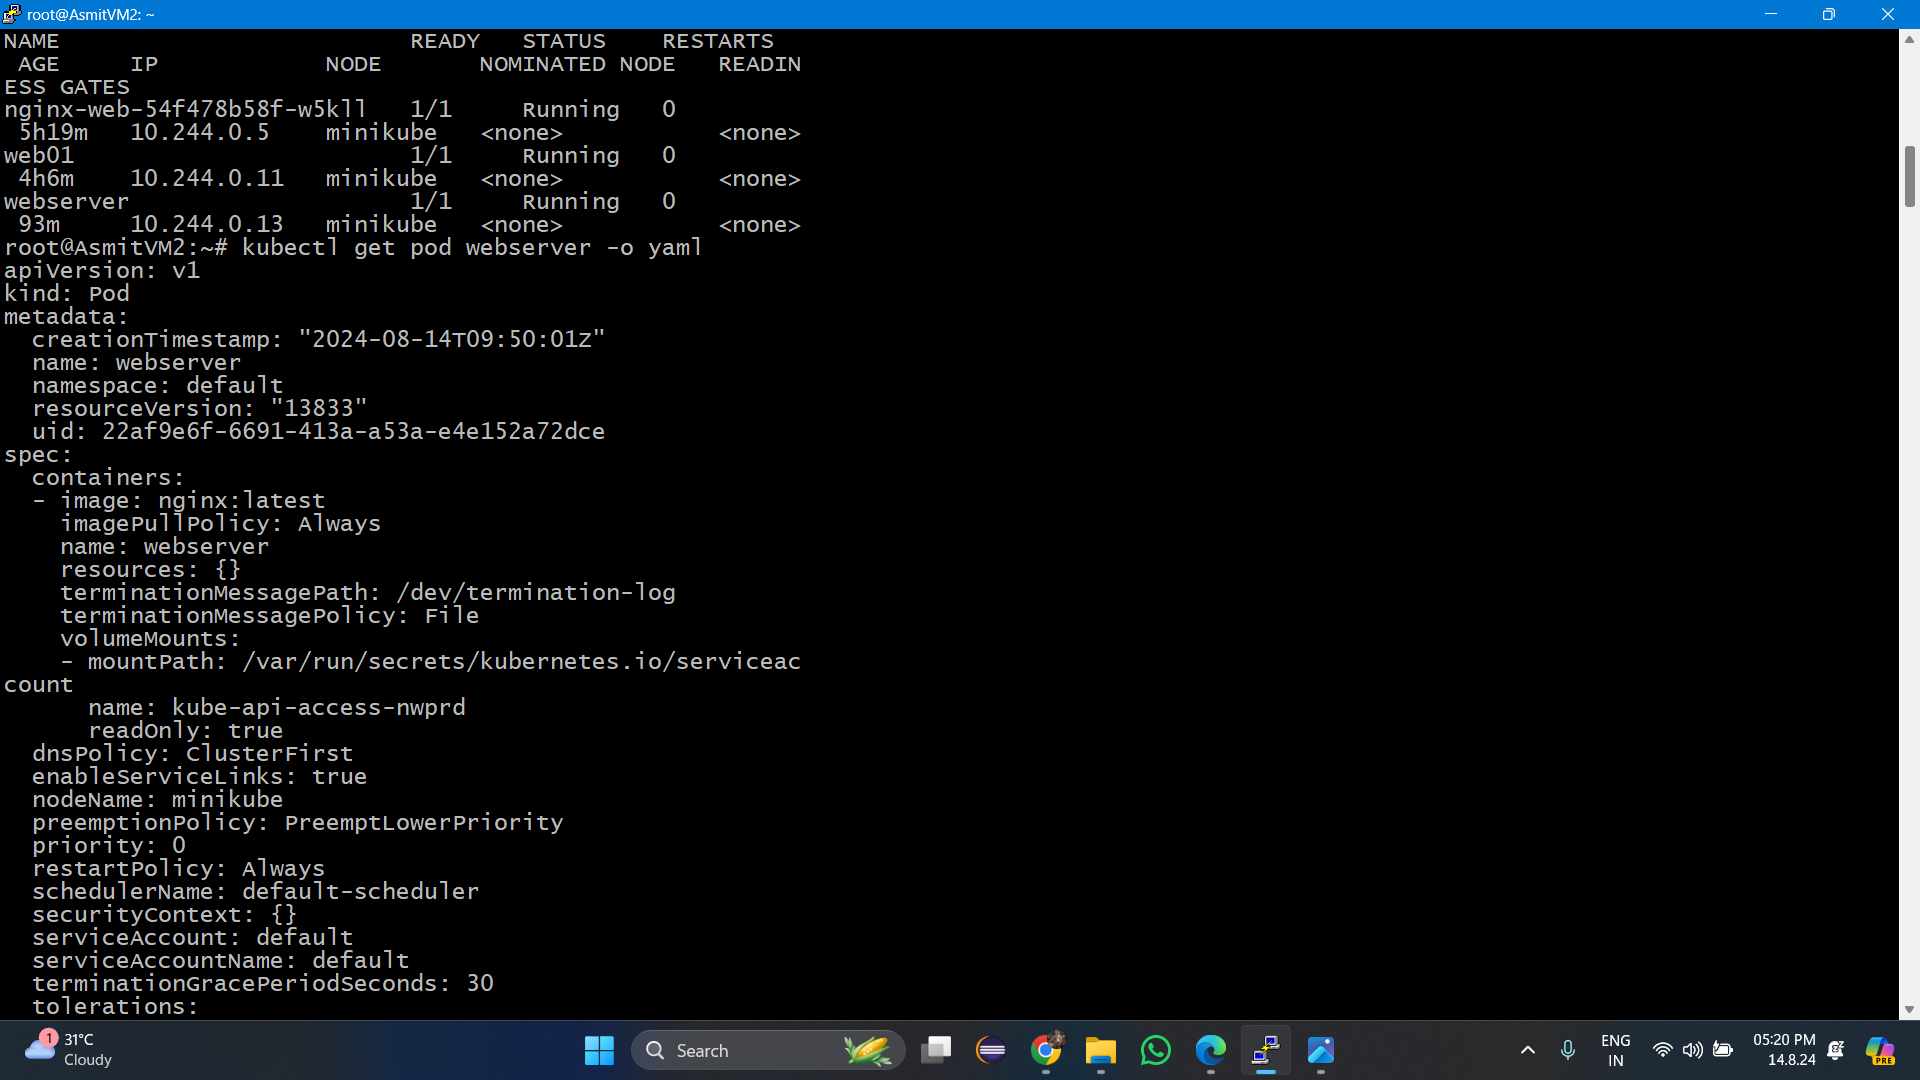 root@AsmitVM2: ~
NAME READY STATUS RESTARTS
AGE IP NODE NOMINATED NODE READIN
ESS GATES
nginx-web-54f478b58f-w5kll 1/1 Running 0
5h19m 10.244.0.5 minikube <none> <none>
web01 1/1 Running 0
4h6m 10.244.0.11 minikube <none> <none>
webserver 1/1 Running 0
93m 10.244.0.13 minikube <none> <none>
root@AsmitVM2:~# kubectl get pod webserver -o yaml
apiVersion: v1
kind: Pod
metadata:
  creationTimestamp: "2024-08-14T09:50:01Z"
  name: webserver
  namespace: default
  resourceVersion: "13833"
  uid: 22af9e6f-6691-413a-a53a-e4e152a72dce
spec:
  containers:
  - image: nginx:latest
    imagePullPolicy: Always
    name: webserver
    resources: {}
    terminationMessagePath: /dev/termination-log
    terminationMessagePolicy: File
    volumeMounts:
    - mountPath: /var/run/secrets/kubernetes.io/serviceac
count
      name: kube-api-access-nwprd
      readOnly: true
  dnsPolicy: ClusterFirst
  enableServiceLinks: true
  nodeName: minikube
  preemptionPolicy: PreemptLowerPriority
  priority: 0
  restartPolicy: Always
  schedulerName: default-scheduler
  securityContext: {}
  serviceAccount: default
  serviceAccountName: default
  terminationGracePeriodSeconds: 30
  tolerations:
1
31°C
Cloudy
Search
ENG
IN
05:20 PM
14.8.24
PRE